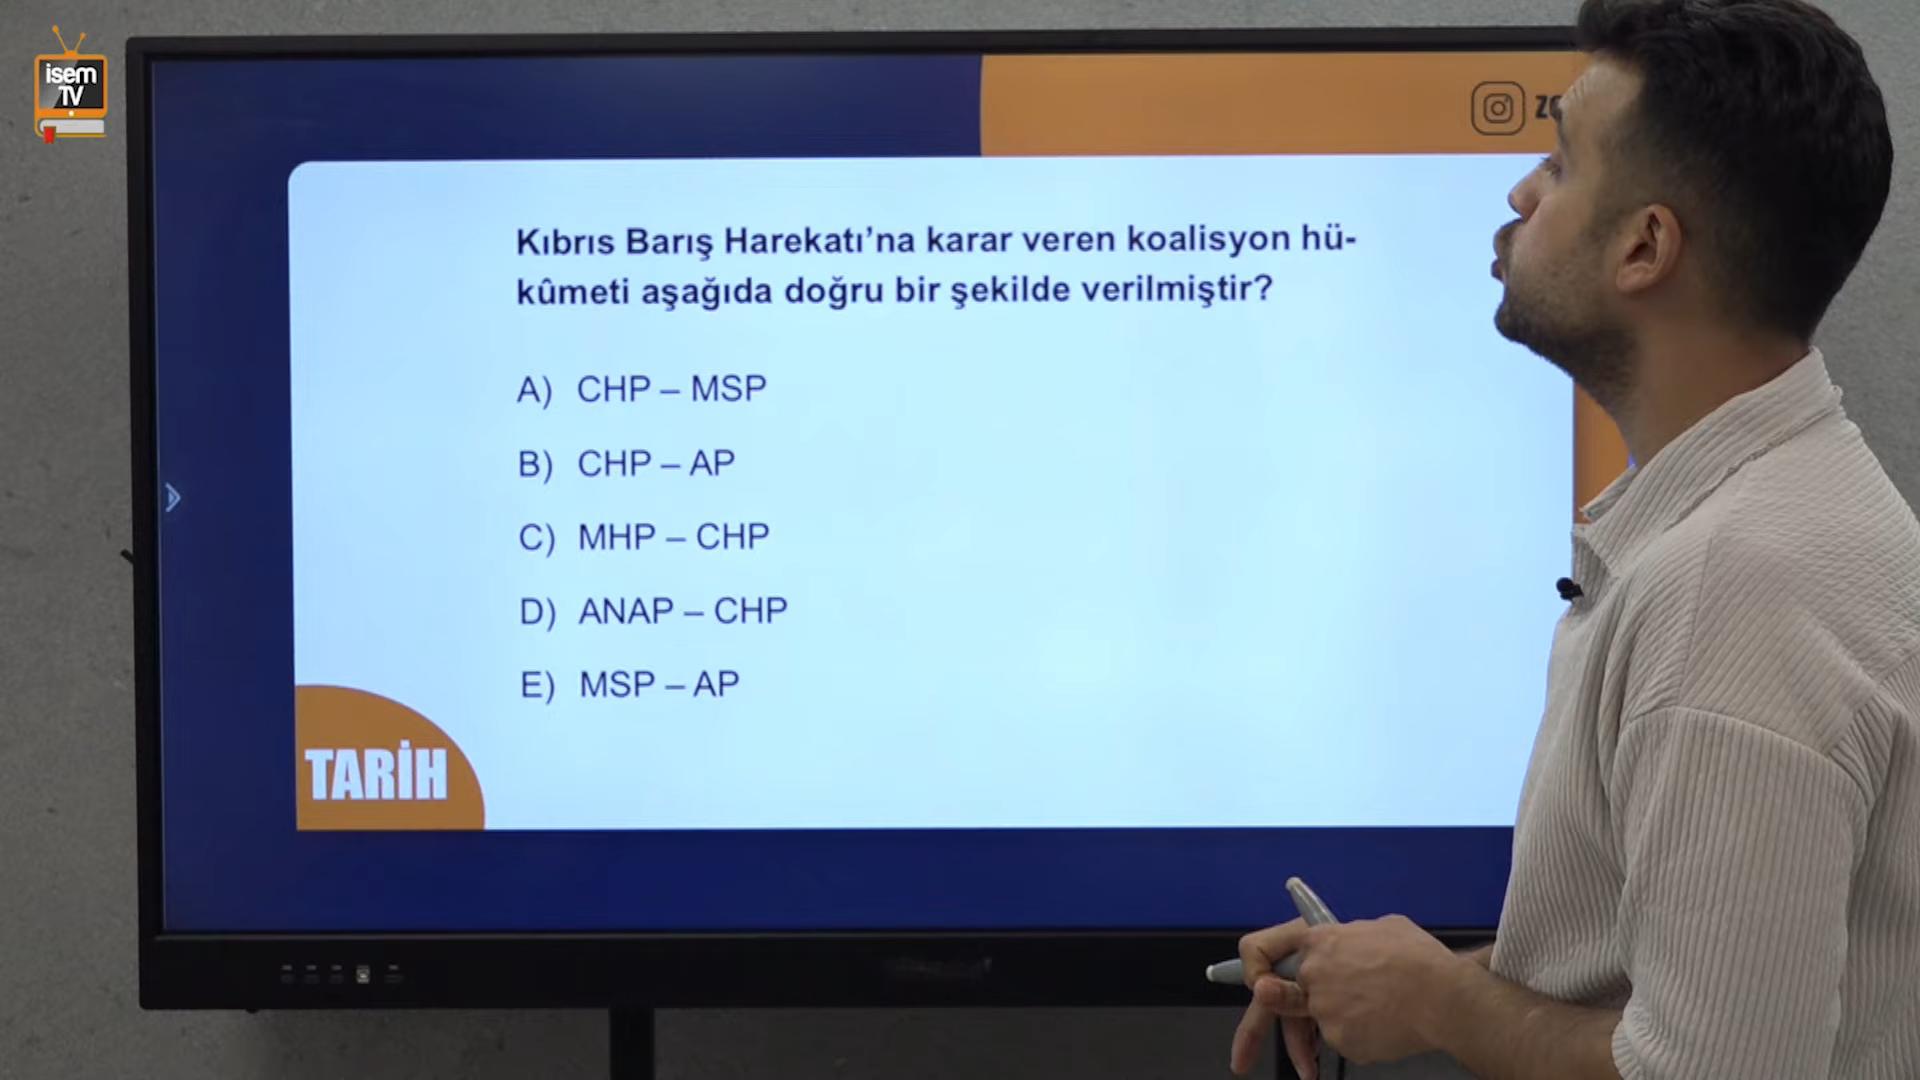 isem
TV
Kıbrıs Barış Harekatı’na karar veren koalisyon hü-
kûmeti aşağıda doğru bir şekilde verilmiştir?
A) CHP – MSP
B) CHP – AP
C) MHP – CHP
D) ANAP – CHP
E) MSP – AP
TARİH